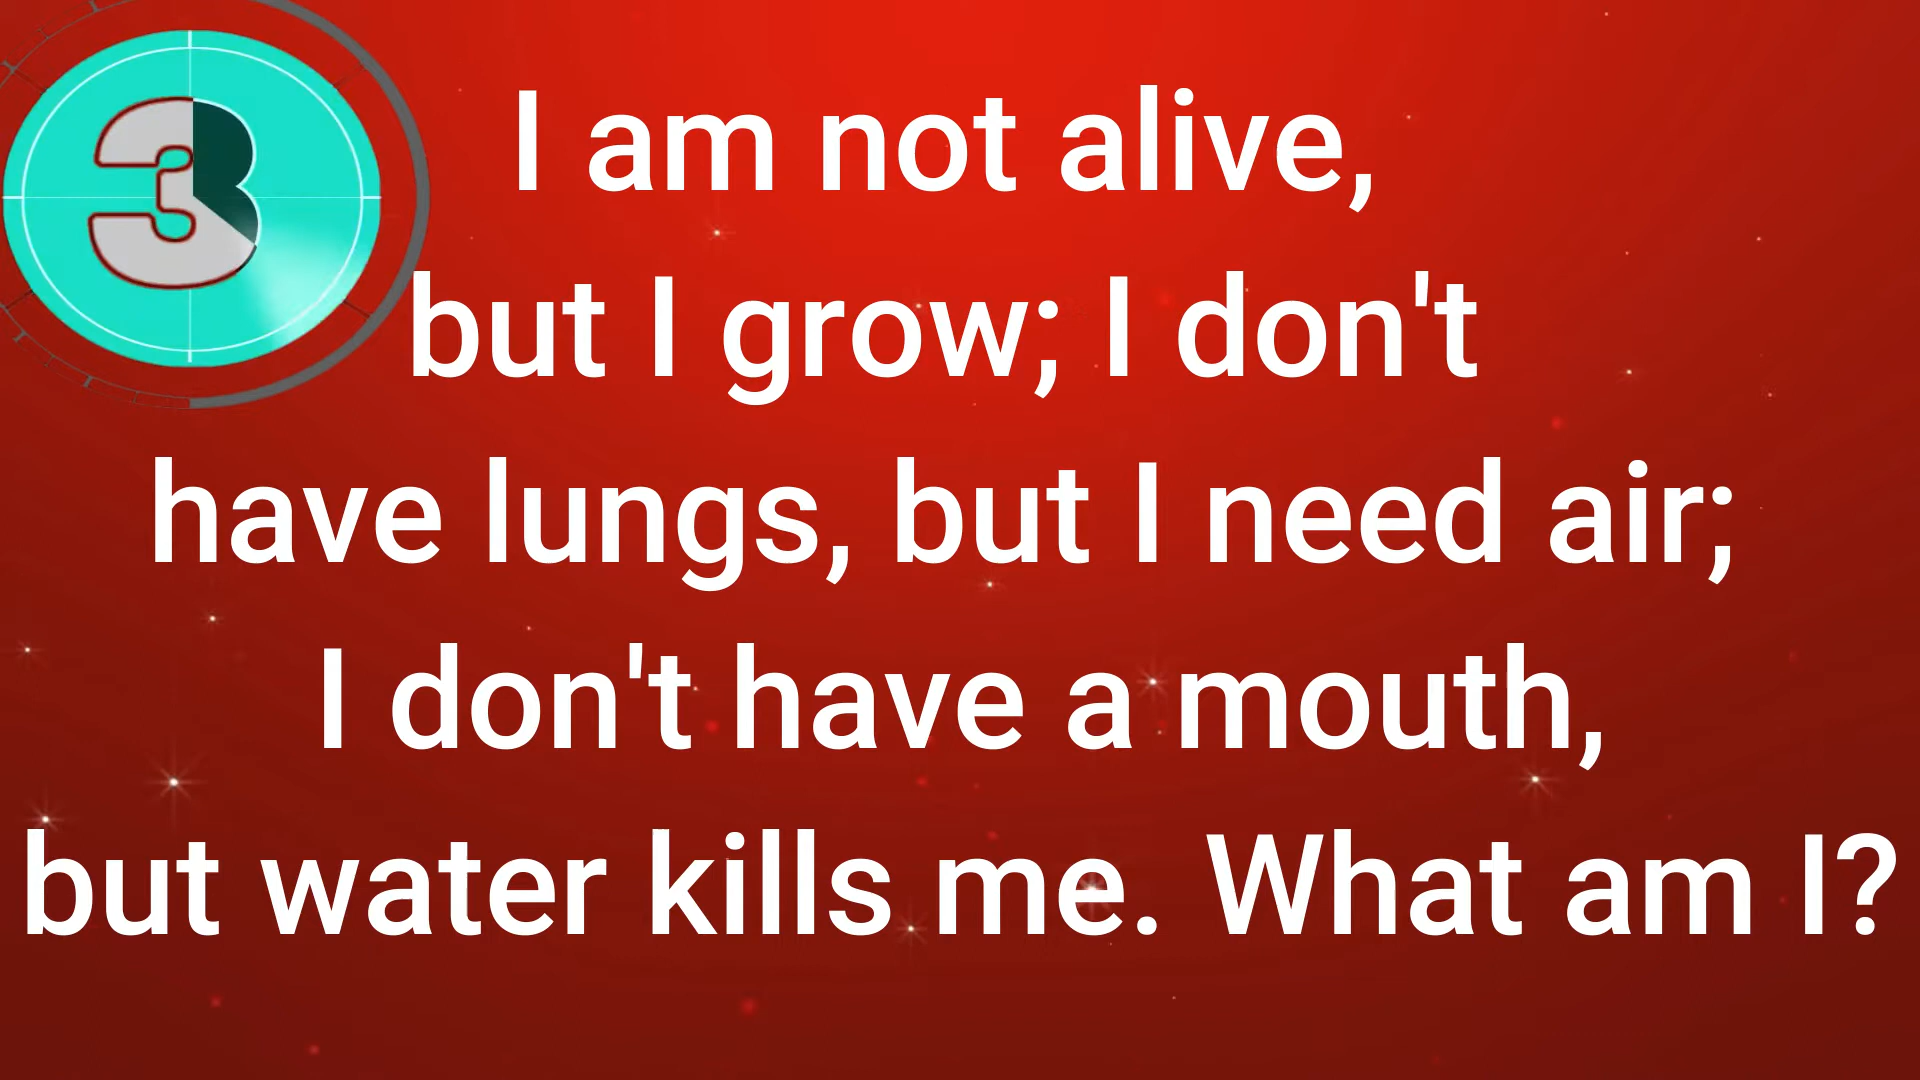 3
I am not alive,
but I grow; I don't
have lungs, but I need air;
I don't have a mouth,
but water kills me. What am I?